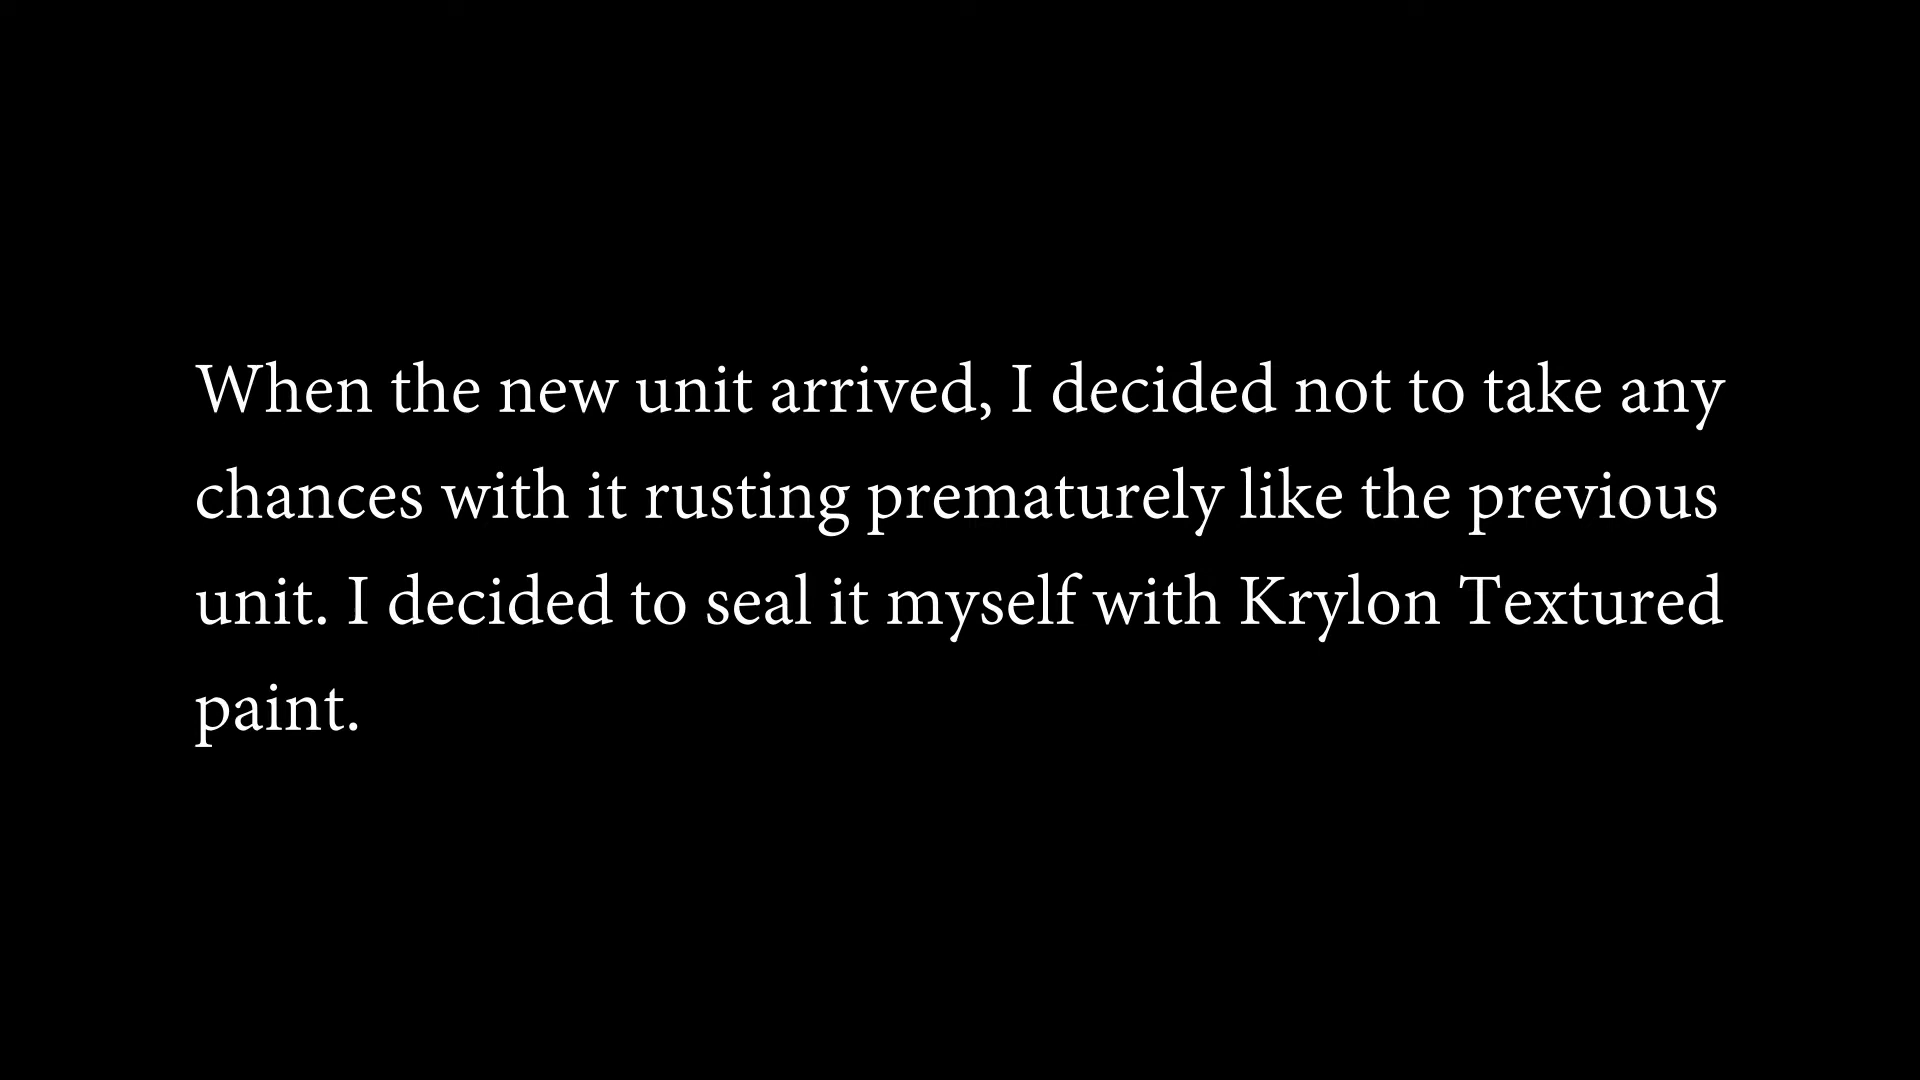 When the new unit arrived, I decided not to take any
chances with it rusting prematurely like the previous
unit. I decided to seal it myself with Krylon Textured
paint.